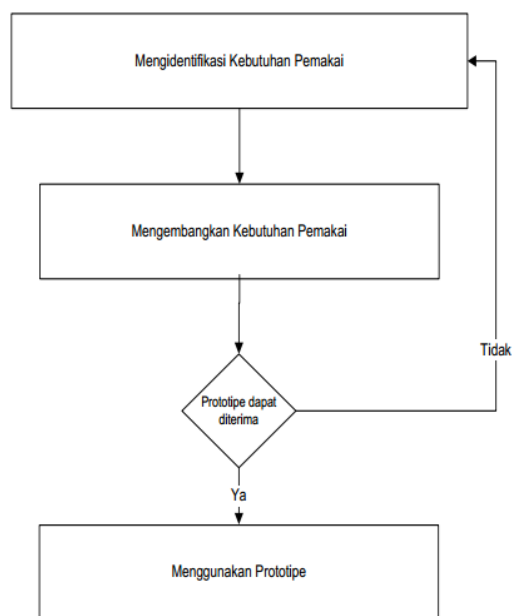 Mengidentifikasi Kebutuhan Pemakai
Mengembangkan Kebutuhan Pemakai
Tidak
Prototipe dapat
diterima
Ya
Menggunakan Prototipe